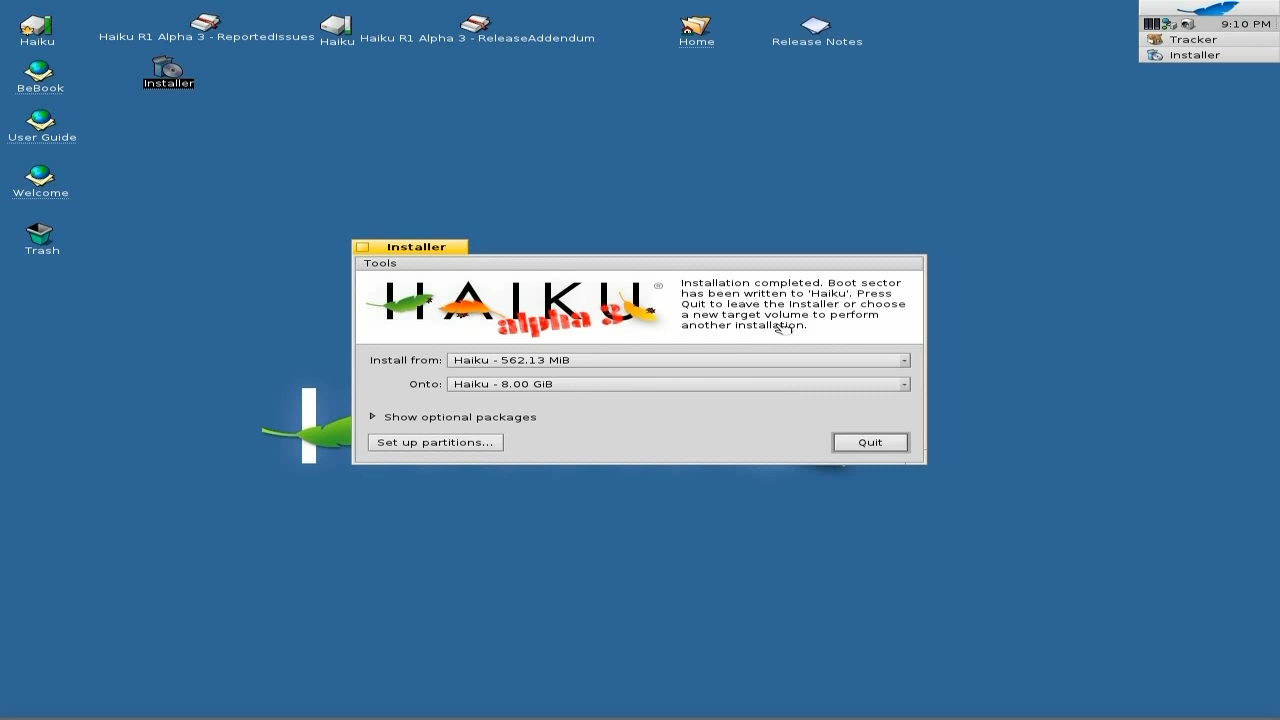 Haiku
Haiku R1 Alpha 3 - ReportedIssues
Haiku
Haiku R1 Alpha 3 - ReleaseAddendum
Home
Release Notes
9:10 PM
Tracker
Installer
BeBook
Installer
User Guide
Welcome
Trash
Installer
Tools
HAIKU®
alpha 3
Installation completed. Boot sector
has been written to 'Haiku'. Press
Quit to leave the Installer or choose
a new target volume to perform
another installation.
Install from: Haiku - 562.13 MiB
Onto: Haiku - 8.00 GiB
Show optional packages
Set up partitions...
Quit